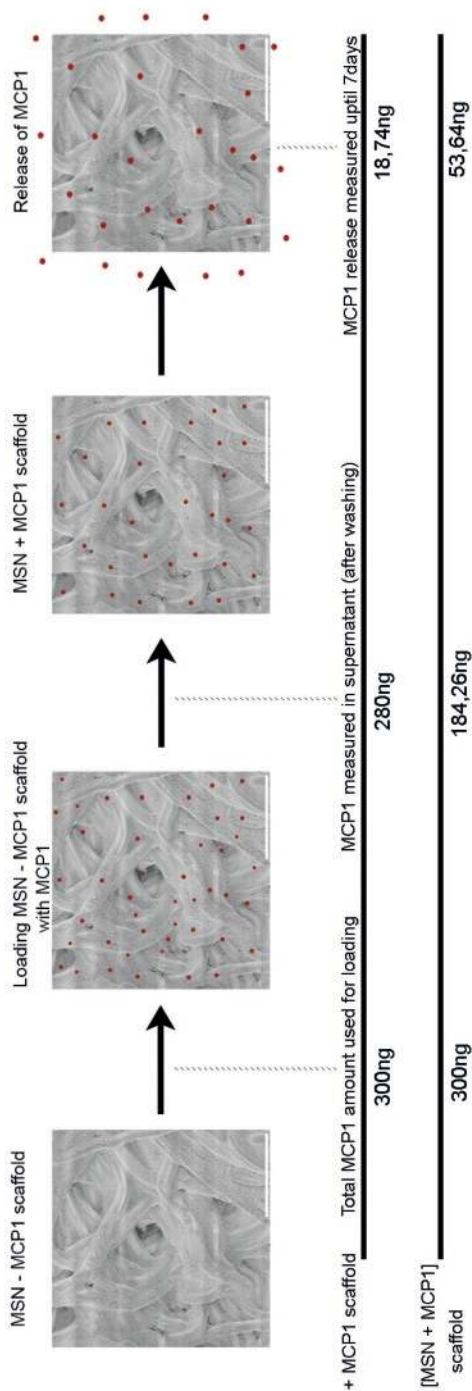 MSN - MCP1 scaffold
Loading MSN - MCP1 scaffold
with MCP1
MSN + MCP1 scaffold
Release of MCP1
+ MCP1 scaffold
Total MCP1 amount used for loading
MCP1 measured in supernatant (after washing)
MCP1 release measured uptil 7days
300ng
280ng
18,74ng
[MSN + MCP1]
scaffold
300ng
184,26ng
53,64ng